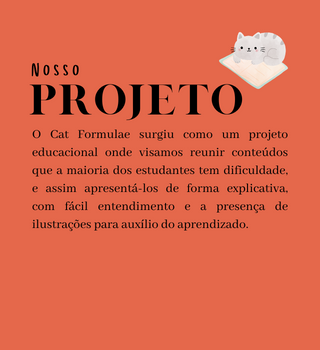 Nosso
PROJETO
O Cat Formulae surgiu como um projeto
educacional onde visamos reunir conteúdos
que a maioria dos estudantes tem dificuldade,
e assim apresentá-los de forma explicativa,
com fácil entendimento e a presença de
ilustrações para auxílio do aprendizado.